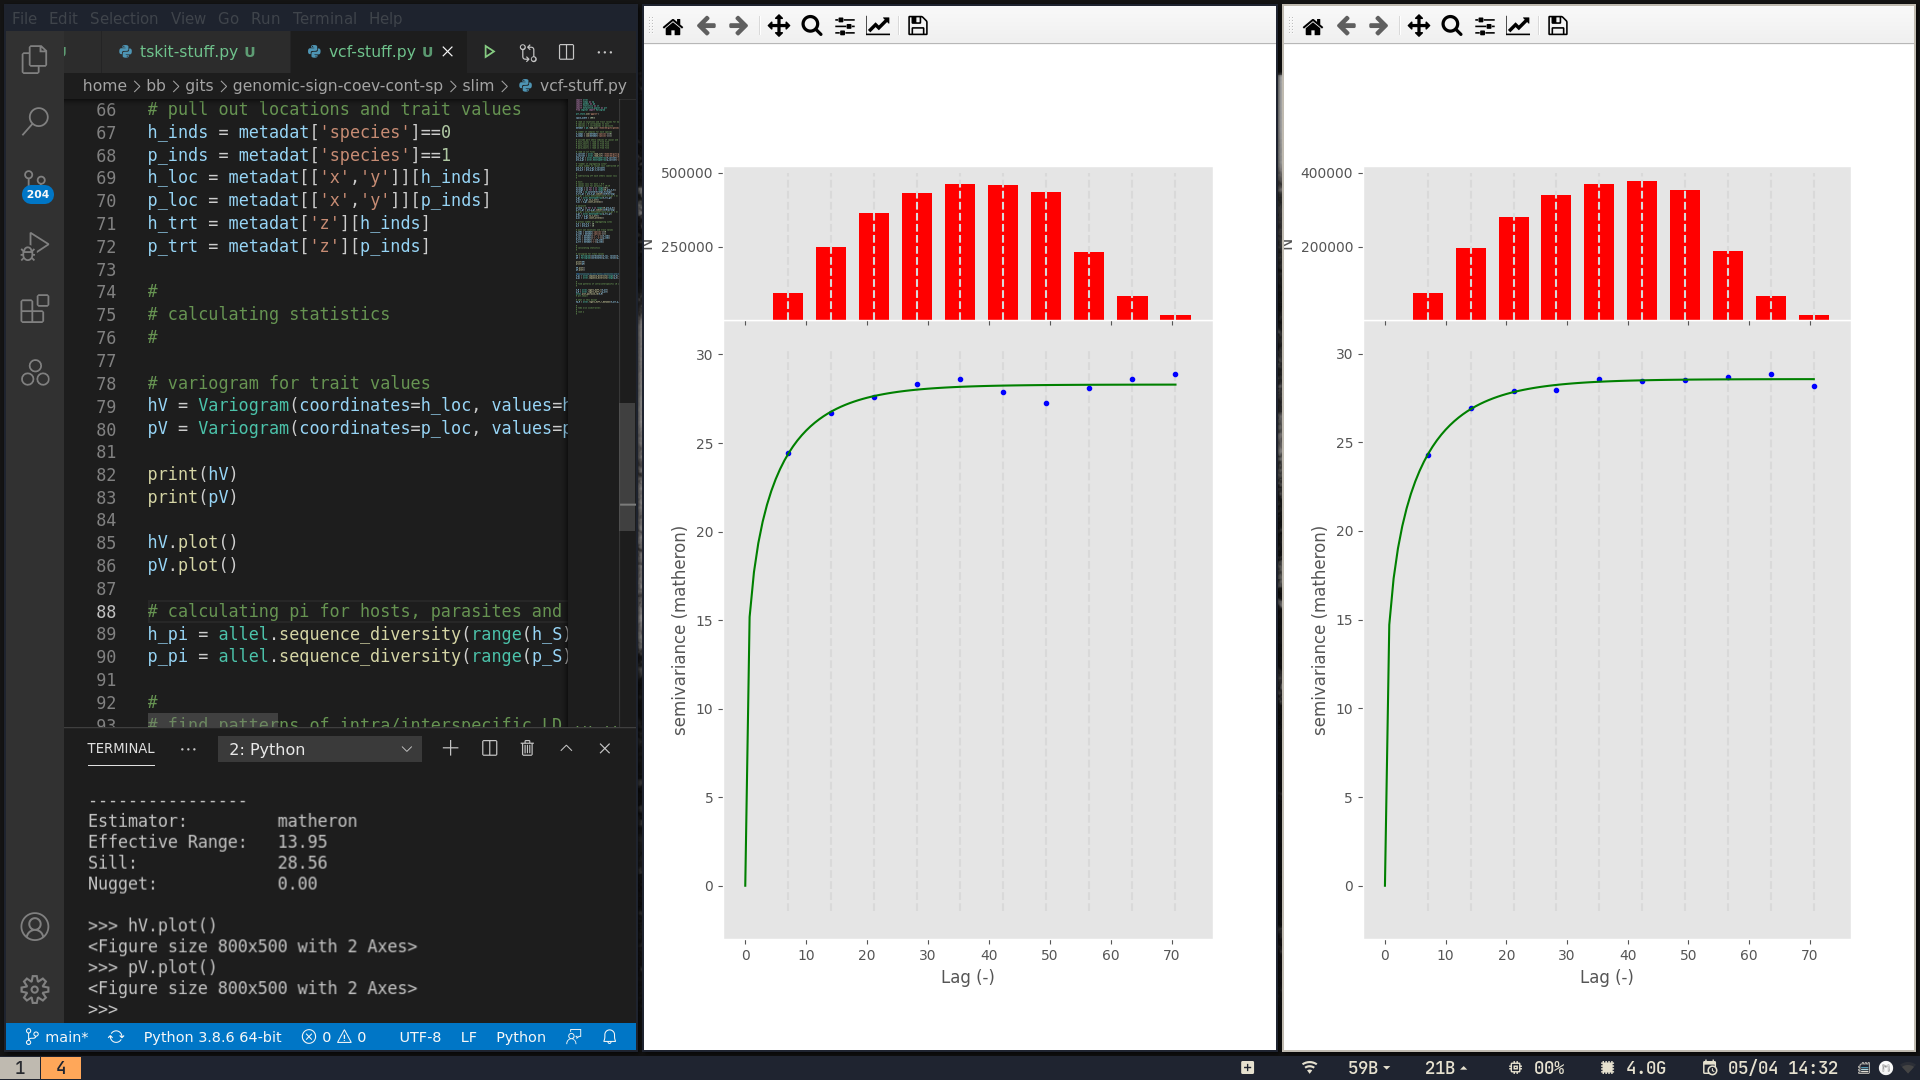 File Edit Selection View Go Run Terminal Help
tskit-stuff.py U vcf-stuff.py U
home > bb > gits > genomic-sign-coev-cont-sp > slim > vcf-stuff.py
204
66 # pull out locations and trait values
67 h_inds = metadat['species']==0
68 p_inds = metadat['species']==1
69 h_loc = metadat[['x','y']][h_inds]
70 p_loc = metadat[['x','y']][p_inds]
71 h_trt = metadat['z'][h_inds]
72 p_trt = metadat['z'][p_inds]
73
74 #
75 # calculating statistics
76 #
77
78 # variogram for trait values
79 hV = Variogram(coordinates=h_loc, values=h
80 pV = Variogram(coordinates=p_loc, values=p
81
82 print(hV)
83 print(pV)
84
85 hV.plot()
86 pV.plot()
87
88 # calculating pi for hosts, parasites and
89 h_pi = allel.sequence_diversity(range(h_S)
90 p_pi = allel.sequence_diversity(range(p_S)
91
92 #
93 # find patterns of intra/interspecific LD
TERMINAL ... 2: Python
----------------
Estimator: matheron
Effective Range: 13.95
Sill: 28.56
Nugget: 0.00
>>> hV.plot()
<Figure size 800x500 with 2 Axes>
>>> pV.plot()
<Figure size 800x500 with 2 Axes>
>>>
main* Python 3.8.6 64-bit 0 0 UTF-8 LF Python
500000
250000
N
30
25
20
15
10
5
0
semivariance (matheron)
0 10 20 30 40 50 60 70
Lag (-)
400000
200000
N
30
25
20
15
10
5
0
semivariance (matheron)
0 10 20 30 40 50 60 70
Lag (-)
1 4 59B 21B 00% 4.0G 05/04 14:32